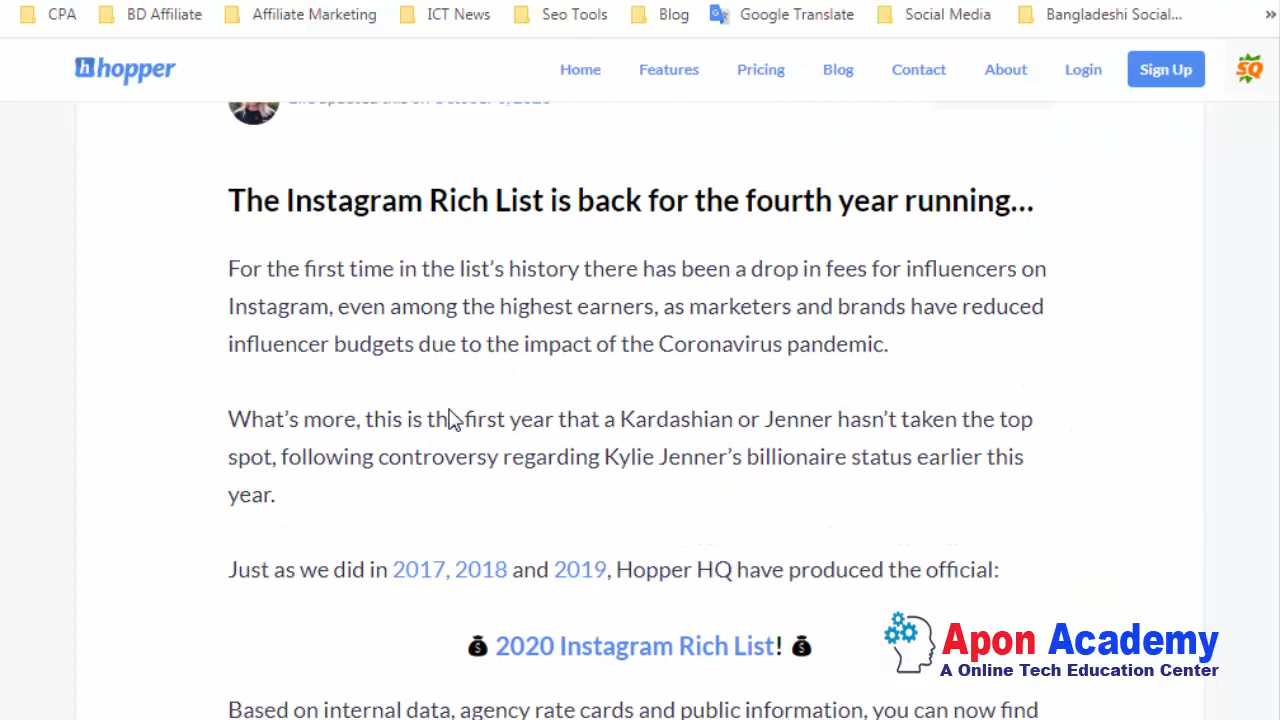 CPA BD Affiliate Affiliate Marketing ICT News Seo Tools Blog Google Translate Social Media Bangladeshi Social... »
hopper Home Features Pricing Blog Contact About Login Sign Up SQ
updated this on October
The Instagram Rich List is back for the fourth year running...
For the first time in the list's history there has been a drop in fees for influencers on
Instagram, even among the highest earners, as marketers and brands have reduced
influencer budgets due to the impact of the Coronavirus pandemic.
What's more, this is the first year that a Kardashian or Jenner hasn't taken the top
spot, following controversy regarding Kylie Jenner's billionaire status earlier this
year.
Just as we did in 2017, 2018 and 2019, Hopper HQ have produced the official:
2020 Instagram Rich List!
Apon Academy
A Online Tech Education Center
Based on internal data, agency rate cards and public information, you can now find